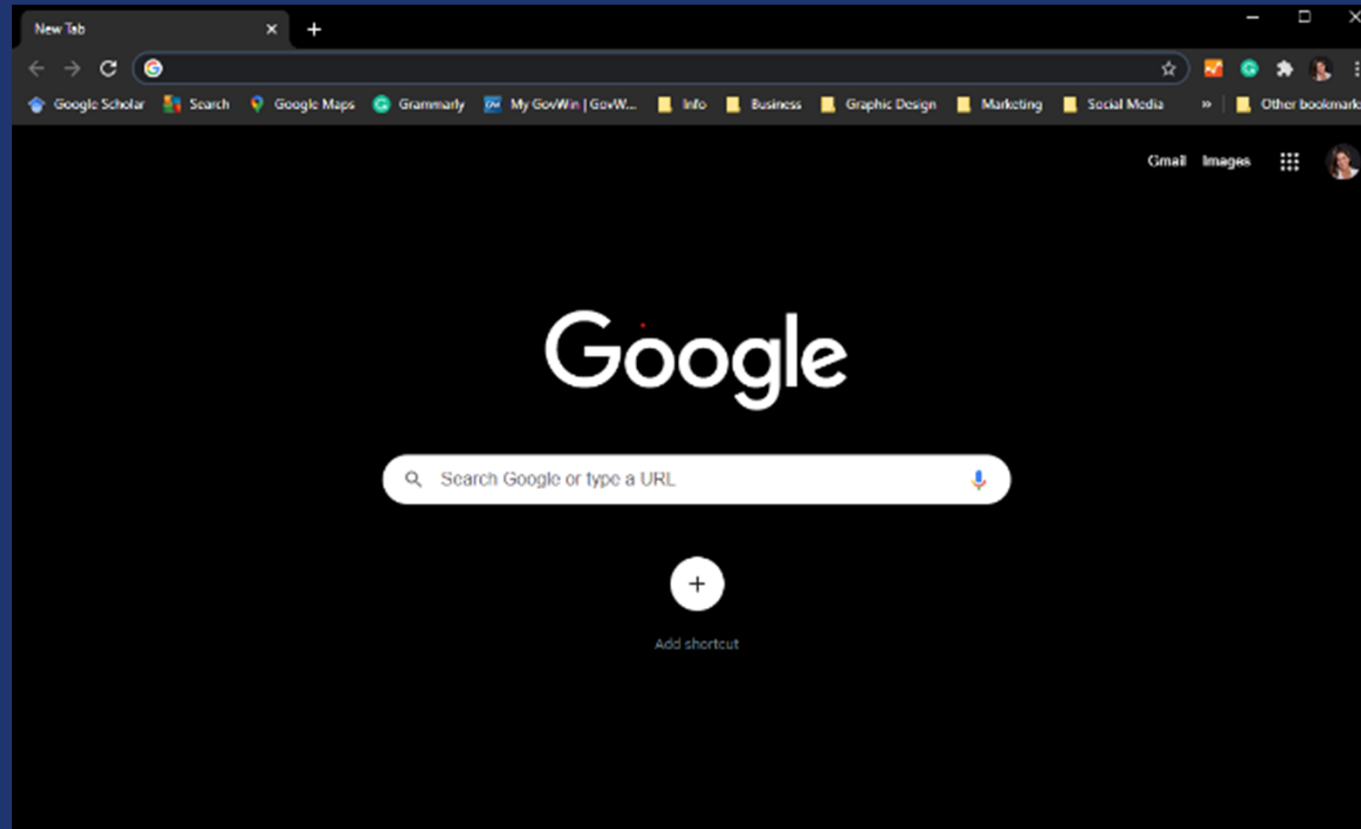 New Tab
Google Scholar Search Google Maps Grammarly My GovWin | GovW... Info Business Graphic Design Marketing Social Media » Other bookmarks
Gmail Images
Google
Search Google or type a URL
Add shortcut